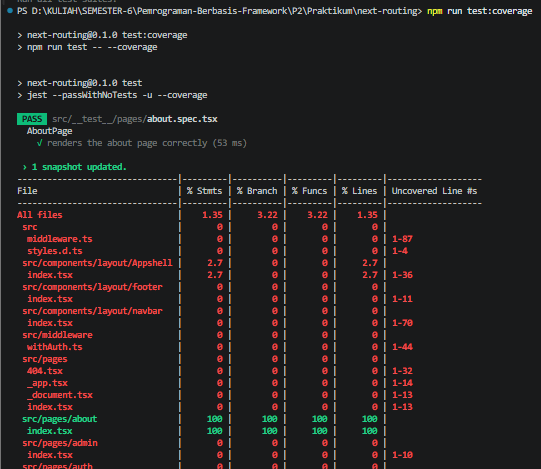 PS D:\KULIAH\SEMESTER-6\Pemrograman-Berbasis-Framework\P2\Praktikum\next-routing> npm run test:coverage
> next-routing@0.1.0 test:coverage
> npm run test -- --coverage
> next-routing@0.1.0 test
> jest --passWithNoTests -u --coverage
PASS src/__test__/pages/about.spec.tsx
AboutPage
√ renders the about page correctly (53 ms)
› 1 snapshot updated.
-------------------------------|---------|----------|---------|---------|-------------------
File | % Stmts | % Branch | % Funcs | % Lines | Uncovered Line #s
-------------------------------|---------|----------|---------|---------|-------------------
All files | 1.35 | 3.22 | 3.22 | 1.35 |
src | 0 | 0 | 0 | 0 |
middleware.ts | 0 | 0 | 0 | 0 | 1-87
styles.d.ts | 0 | 0 | 0 | 0 | 1-4
src/components/layout/Appshell | 2.7 | 0 | 0 | 2.7 |
index.tsx | 2.7 | 0 | 0 | 2.7 | 1-36
src/components/layout/footer | 0 | 0 | 0 | 0 |
index.tsx | 0 | 0 | 0 | 0 | 1-11
src/components/layout/navbar | 0 | 0 | 0 | 0 |
index.tsx | 0 | 0 | 0 | 0 | 1-70
src/middleware | 0 | 0 | 0 | 0 |
withAuth.ts | 0 | 0 | 0 | 0 | 1-44
src/pages | 0 | 0 | 0 | 0 |
404.tsx | 0 | 0 | 0 | 0 | 1-32
_app.tsx | 0 | 0 | 0 | 0 | 1-14
_document.tsx | 0 | 0 | 0 | 0 | 1-13
index.tsx | 0 | 0 | 0 | 0 | 1-13
src/pages/about | 100 | 100 | 100 | 100 |
index.tsx | 100 | 100 | 100 | 100 |
src/pages/admin | 0 | 0 | 0 | 0 |
index.tsx | 0 | 0 | 0 | 0 | 1-10
src/pages/auth | 0 | 0 | 0 | 0 |